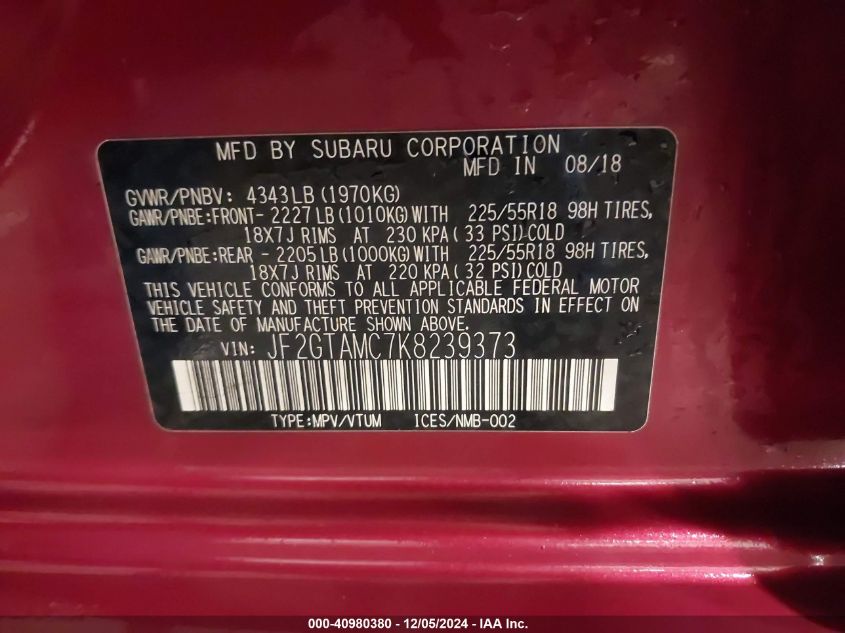 MFD BY SUBARU CORPORATION
MFD IN 08/18
GVWR/PNBV: 4343LB (1970KG)
GAWR/PNBE:FRONT- 2227LB (1010KG) WITH 225/55R18 98H TIRES,
18X7J RIMS AT 230 KPA ( 33 PSI)COLD
GAWR/PNBE:REAR - 2205LB (1000KG) WITH 225/55R18 98H TIRES,
18X7J RIMS AT 220 KPA ( 32 PSI)COLD
THIS VEHICLE CONFORMS TO ALL APPLICABLE FEDERAL MOTOR
VEHICLE SAFETY AND THEFT PREVENTION STANDARDS IN EFFECT ON
THE DATE OF MANUFACTURE SHOWN ABOVE.
VIN: JF2GTAMC7K8239373
TYPE:MPV/VTUM ICES/NMB-002
000-40980380 - 12/05/2024 - IAA Inc.